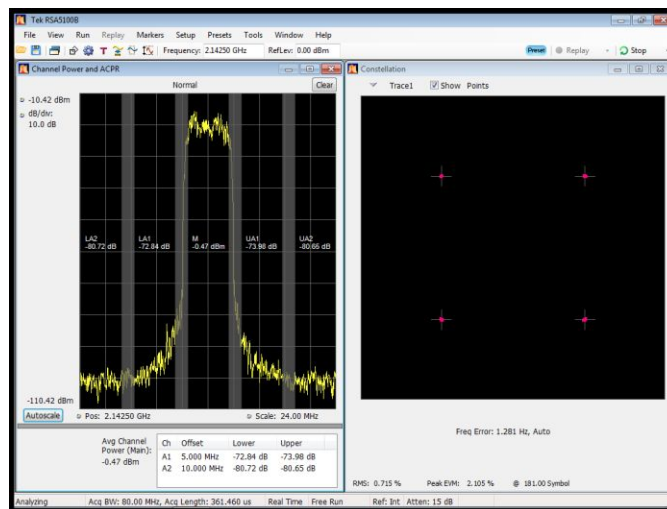 Tek RSA5100B
File View Run Replay Markers Setup Presets Tools Window Help
Frequency: 2.14250 GHz RefLev: 0.00 dBm Preset Replay Stop
Channel Power and ACPR
Normal Clear
-10.42 dBm
dB/div:
10.0 dB
LA2 LA1 M UA1 UA2
-80.72 dB -72.84 dB -0.47 dBm -73.98 dB -80.65 dB
-110.42 dBm
Autoscale Pos: 2.14250 GHz Scale: 24.00 MHz
Avg Channel
Power (Main):
-0.47 dBm
Ch Offset Lower Upper
A1 5.000 MHz -72.84 dB -73.98 dB
A2 10.000 MHz -80.72 dB -80.65 dB
Constellation
Trace1 Show Points
Freq Error: 1.281 Hz, Auto
RMS: 0.715 % Peak EVM: 2.105 % @ 181.00 Symbol
Analyzing Acq BW: 80.00 MHz, Acq Length: 361.460 us Real Time Free Run Ref: Int Atten: 15 dB